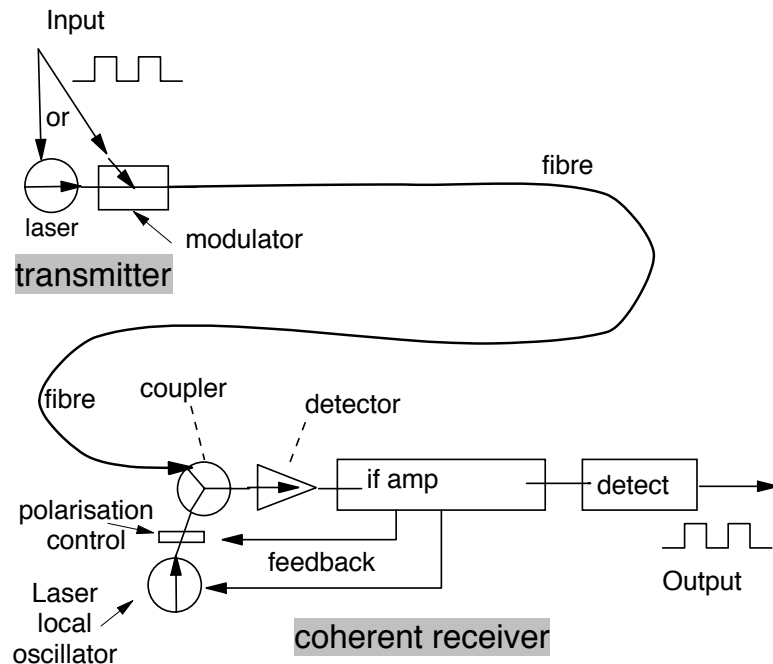 Input
or
fibre
laser
modulator
transmitter
coupler
fibre
detector
if amp
detect
polarisation
control
feedback
Output
Laser
local
oscillator
coherent receiver